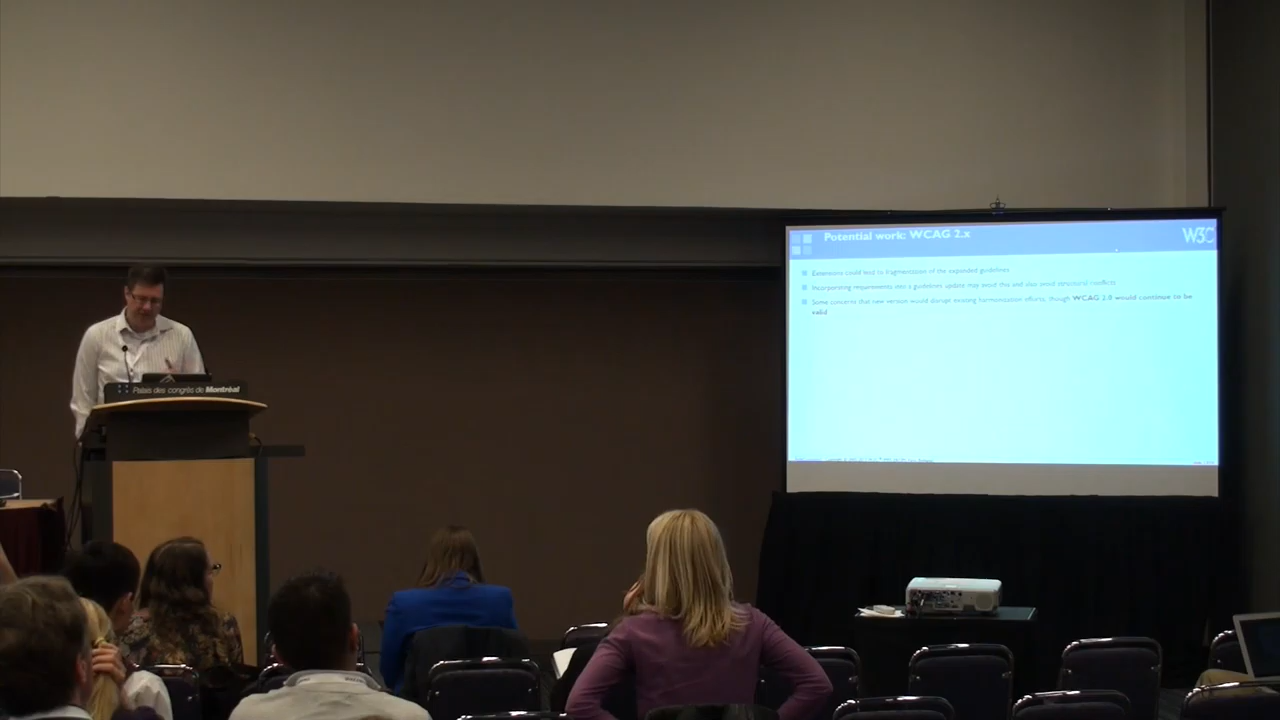 Potential work: WCAG 2.x
W3C
Extensions could lead to fragmentation of the expanded guidelines
Incorporating requirements into a guidelines update may avoid this and also avoid structural conflicts
Some concerns that new version would disrupt existing harmonization efforts, though WCAG 2.0 would continue to be
valid
Palais des congrès de Montréal